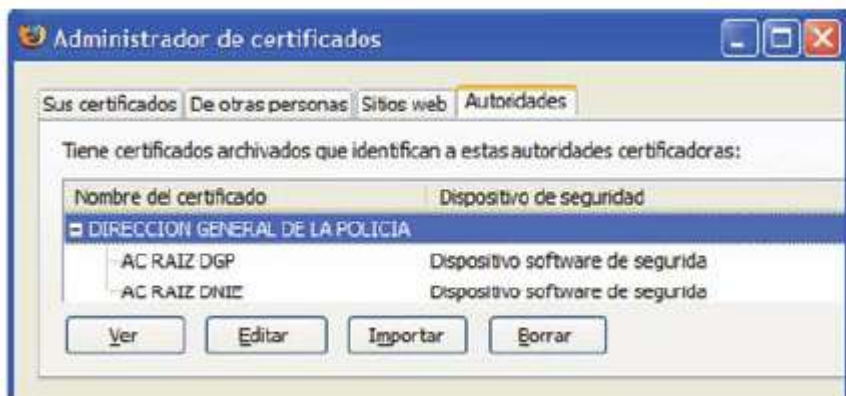 Administrador de certificados
Sus certificados De otras personas Sitios web Autoridades
Tiene certificados archivados que identifican a estas autoridades certificadoras:
Nombre del certificado Dispositivo de seguridad
DIRECCION GENERAL DE LA POLICIA
AC RAIZ DGP Dispositivo software de segurida
AC RAIZ DNIE Dispositivo software de segurida
Ver Editar Importar Borrar